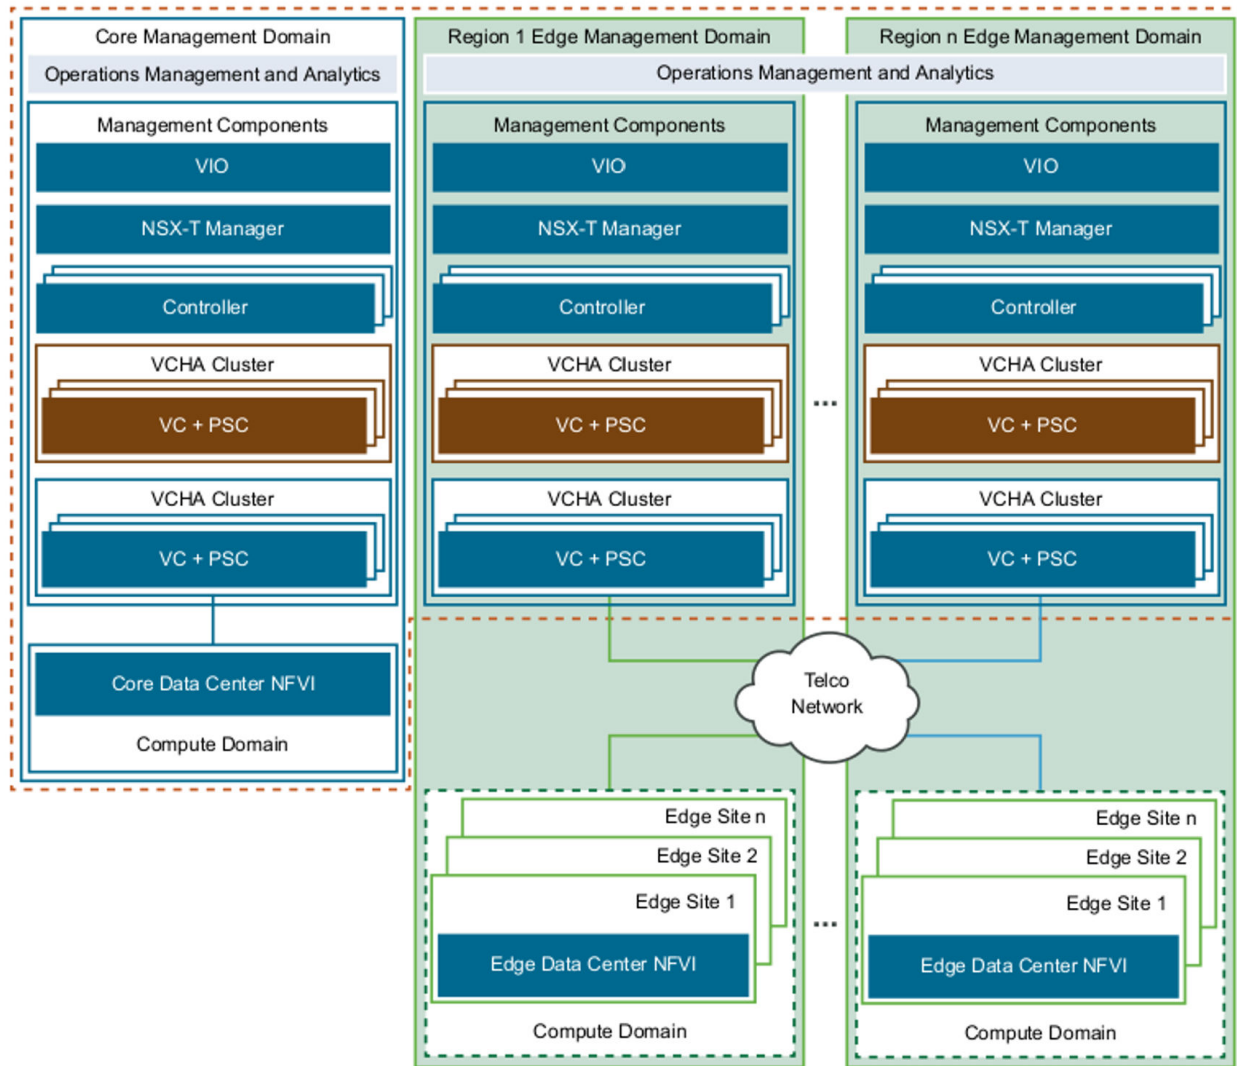 Core Management Domain
Operations Management and Analytics
Management Components
VIO
NSX-T Manager
Controller
VCHA Cluster
VC + PSC
VCHA Cluster
VC + PSC
Core Data Center NFVI
Compute Domain
Region 1 Edge Management Domain
Region n Edge Management Domain
Operations Management and Analytics
Management Components
VIO
NSX-T Manager
Controller
VCHA Cluster
VC + PSC
VCHA Cluster
VC + PSC
...
Management Components
VIO
NSX-T Manager
Controller
VCHA Cluster
VC + PSC
VCHA Cluster
VC + PSC
Telco
Network
Edge Site n
Edge Site 2
Edge Site 1
Edge Data Center NFVI
Compute Domain
...
Edge Site n
Edge Site 2
Edge Site 1
Edge Data Center NFVI
Compute Domain